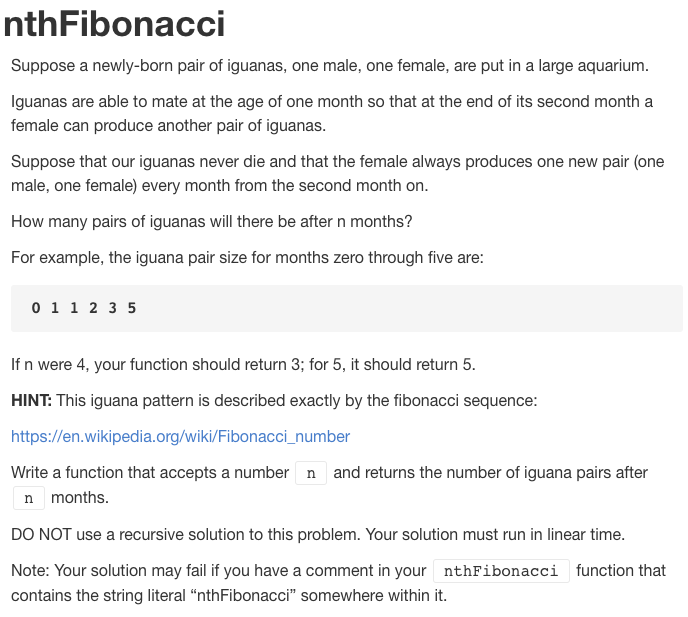 nthFibonacci
Suppose a newly-born pair of iguanas, one male, one female, are put in a large aquarium.
Iguanas are able to mate at the age of one month so that at the end of its second month a
female can produce another pair of iguanas.
Suppose that our iguanas never die and that the female always produces one new pair (one
male, one female) every month from the second month on.
How many pairs of iguanas will there be after n months?
For example, the iguana pair size for months zero through five are:
0 1 1 2 3 5
If n were 4, your function should return 3; for 5, it should return 5.
HINT: This iguana pattern is described exactly by the fibonacci sequence:
https://en.wikipedia.org/wiki/Fibonacci_number
Write a function that accepts a number n and returns the number of iguana pairs after
n months.
DO NOT use a recursive solution to this problem. Your solution must run in linear time.
Note: Your solution may fail if you have a comment in your nthFibonacci function that
contains the string literal “nthFibonacci” somewhere within it.